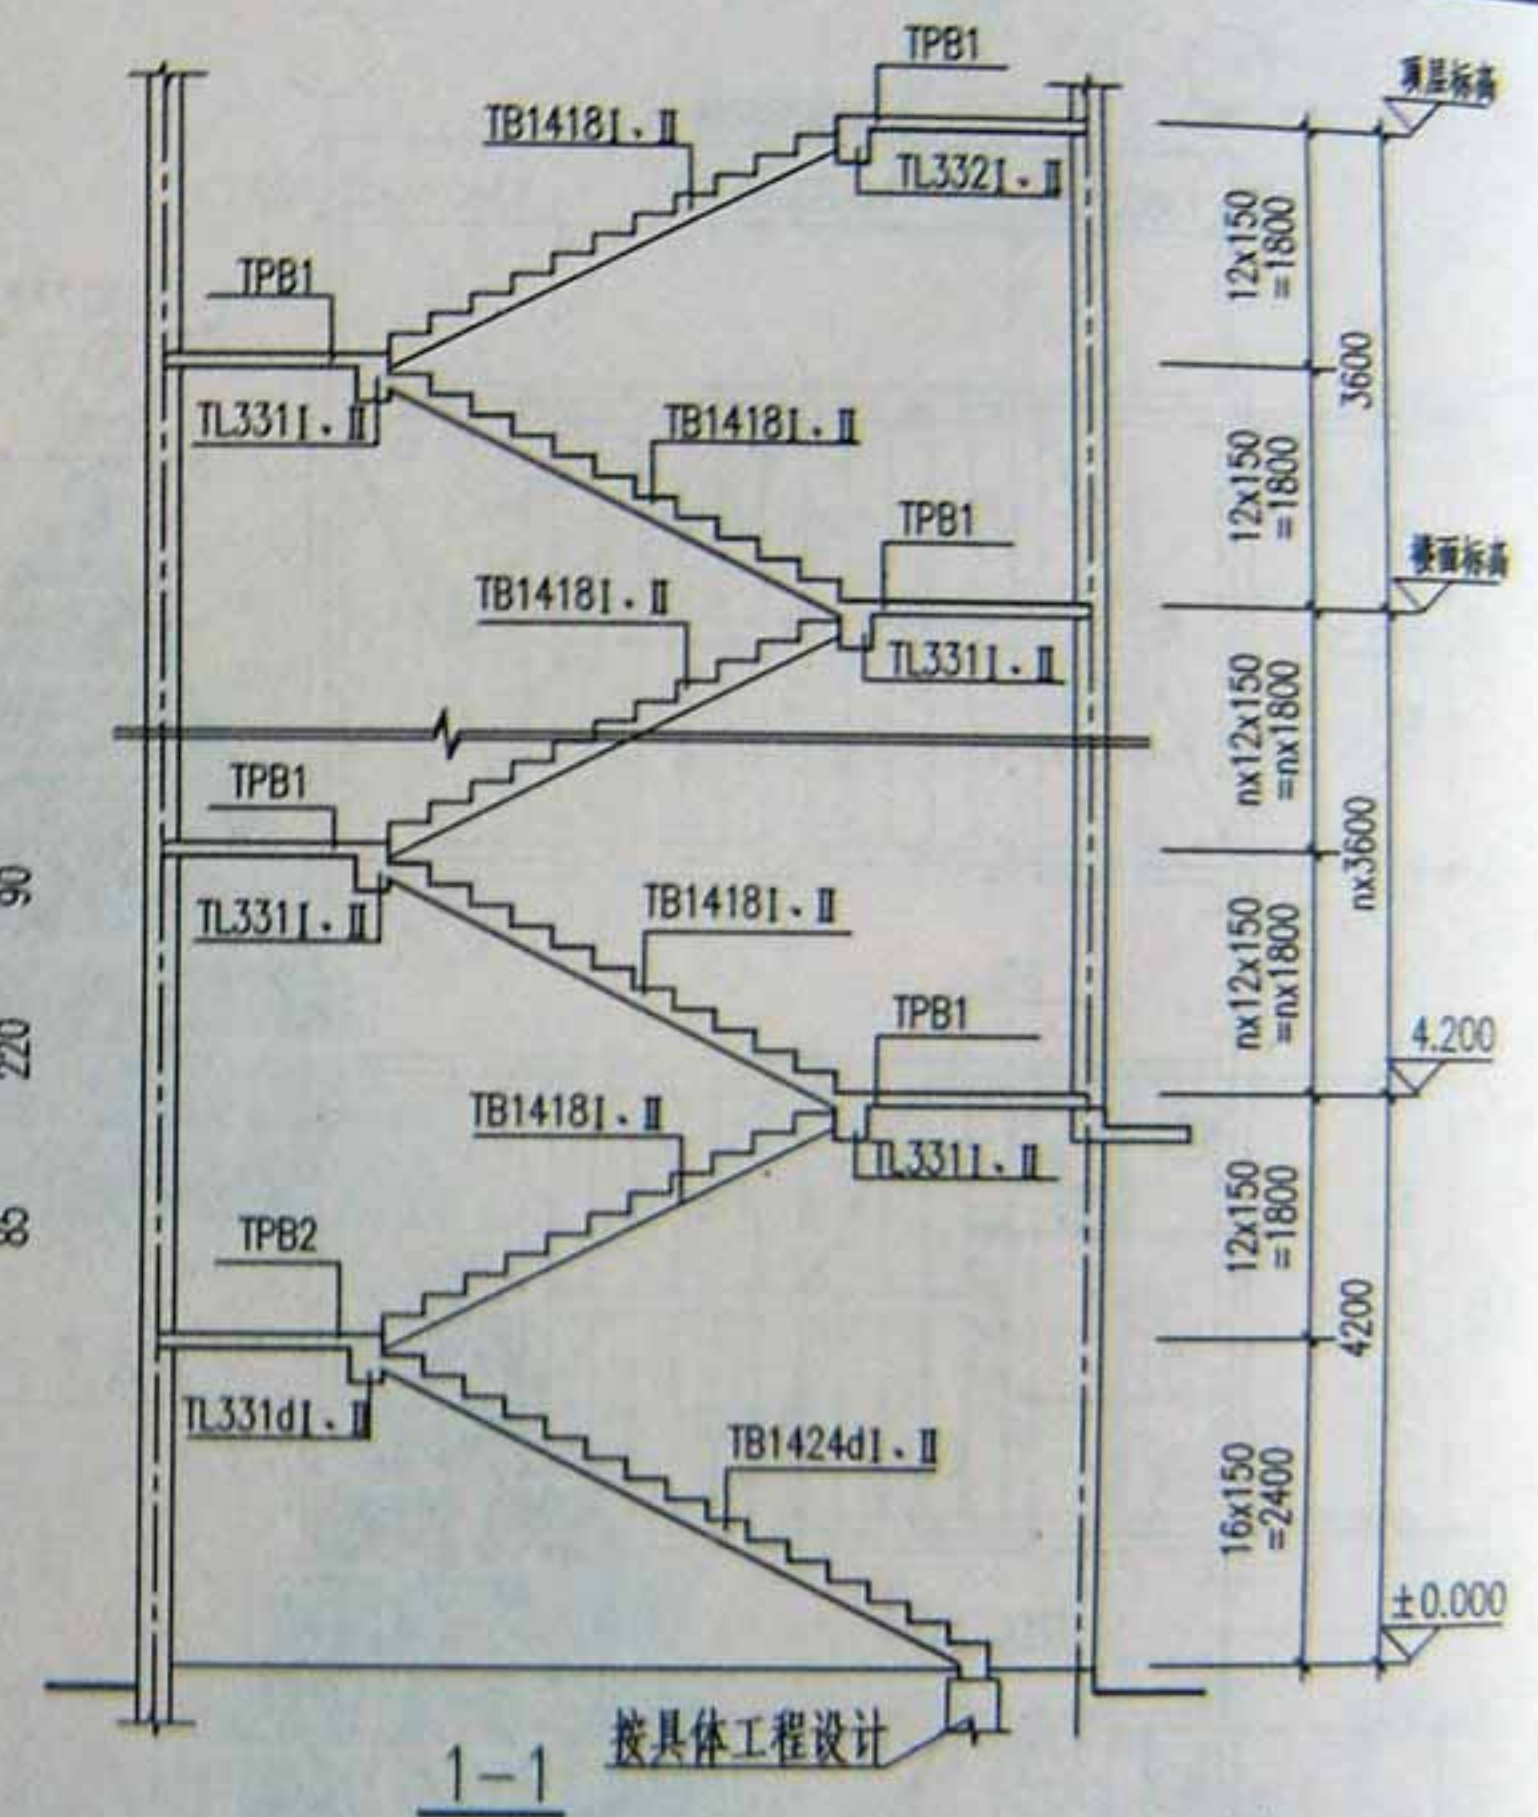 TPB1
顶层标高
TB1418Ⅰ、Ⅱ
TL332Ⅰ、Ⅱ
12x150
=1800
TPB1
3600
TL331Ⅰ、Ⅱ
TB1418Ⅰ、Ⅱ
12x150
=1800
TPB1
楼面标高
TB1418Ⅰ、Ⅱ
TL331Ⅰ、Ⅱ
nx12x150
=nx1800
TPB1
nx3600
90
TL331Ⅰ、Ⅱ
TB1418Ⅰ、Ⅱ
nx12x150
=nx1800
TPB1
4.200
220
TB1418Ⅰ、Ⅱ
TL331Ⅰ、Ⅱ
12x150
=1800
85
TPB2
4200
TL331dⅠ、Ⅱ
TB1424dⅠ、Ⅱ
16x150
=2400
±0.000
按具体工程设计
1-1